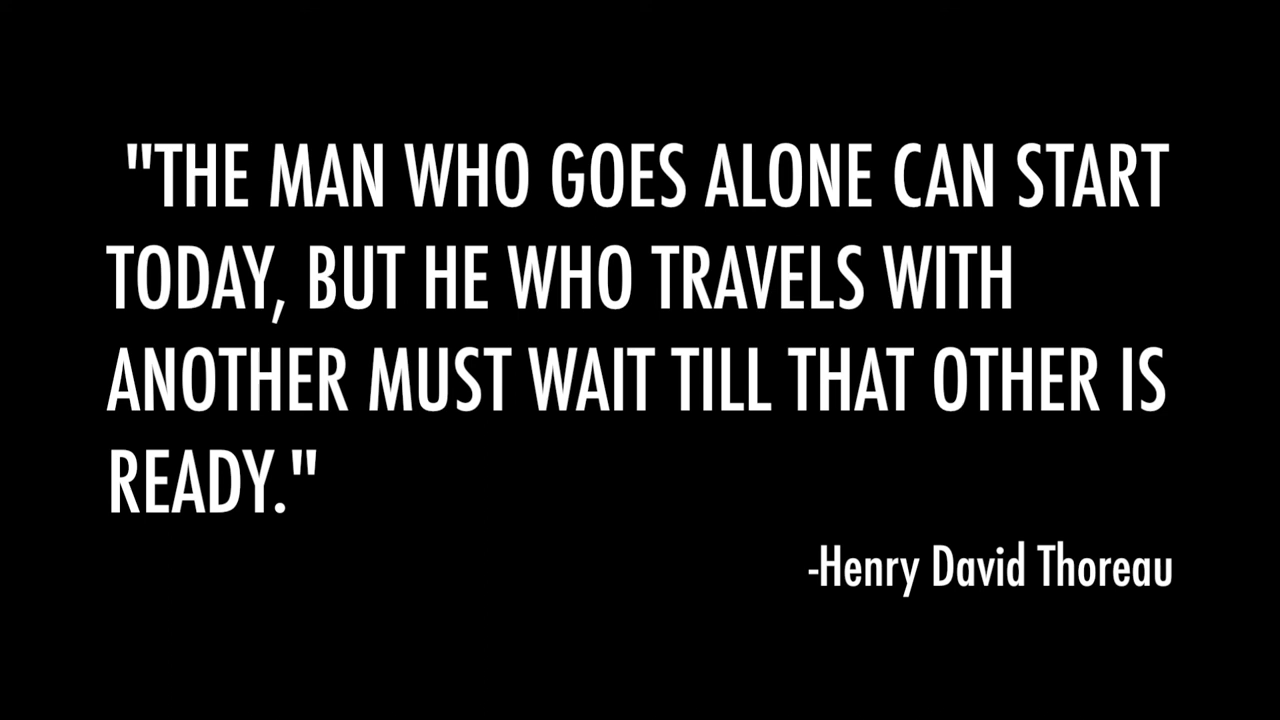 "THE MAN WHO GOES ALONE CAN START
TODAY, BUT HE WHO TRAVELS WITH
ANOTHER MUST WAIT TILL THAT OTHER IS
READY."
-Henry David Thoreau